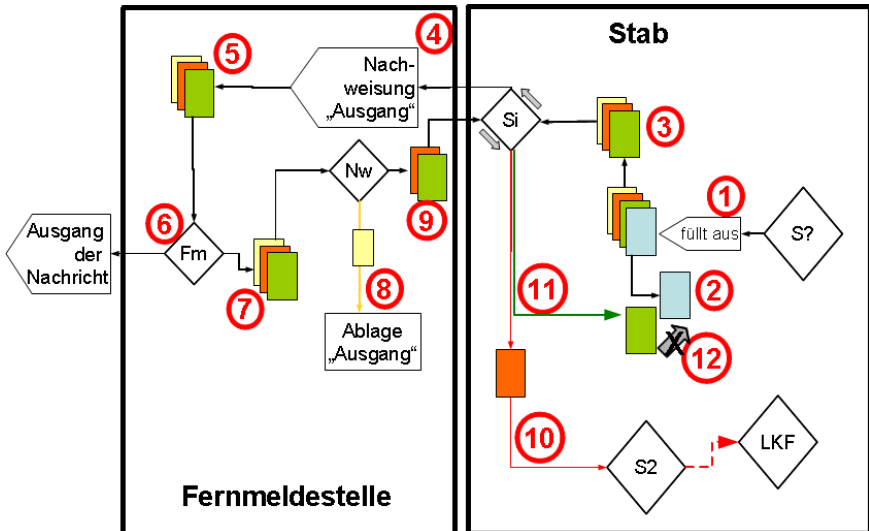 Stab
4
5
Nach-
weisung
„Ausgang“
Si
3
1
Nw
füllt aus
S?
6
9
Ausgang
der
Nachricht
Fm
7
8
11
2
Ablage
„Ausgang“
X
12
10
S2
LKF
Fernmeldestelle